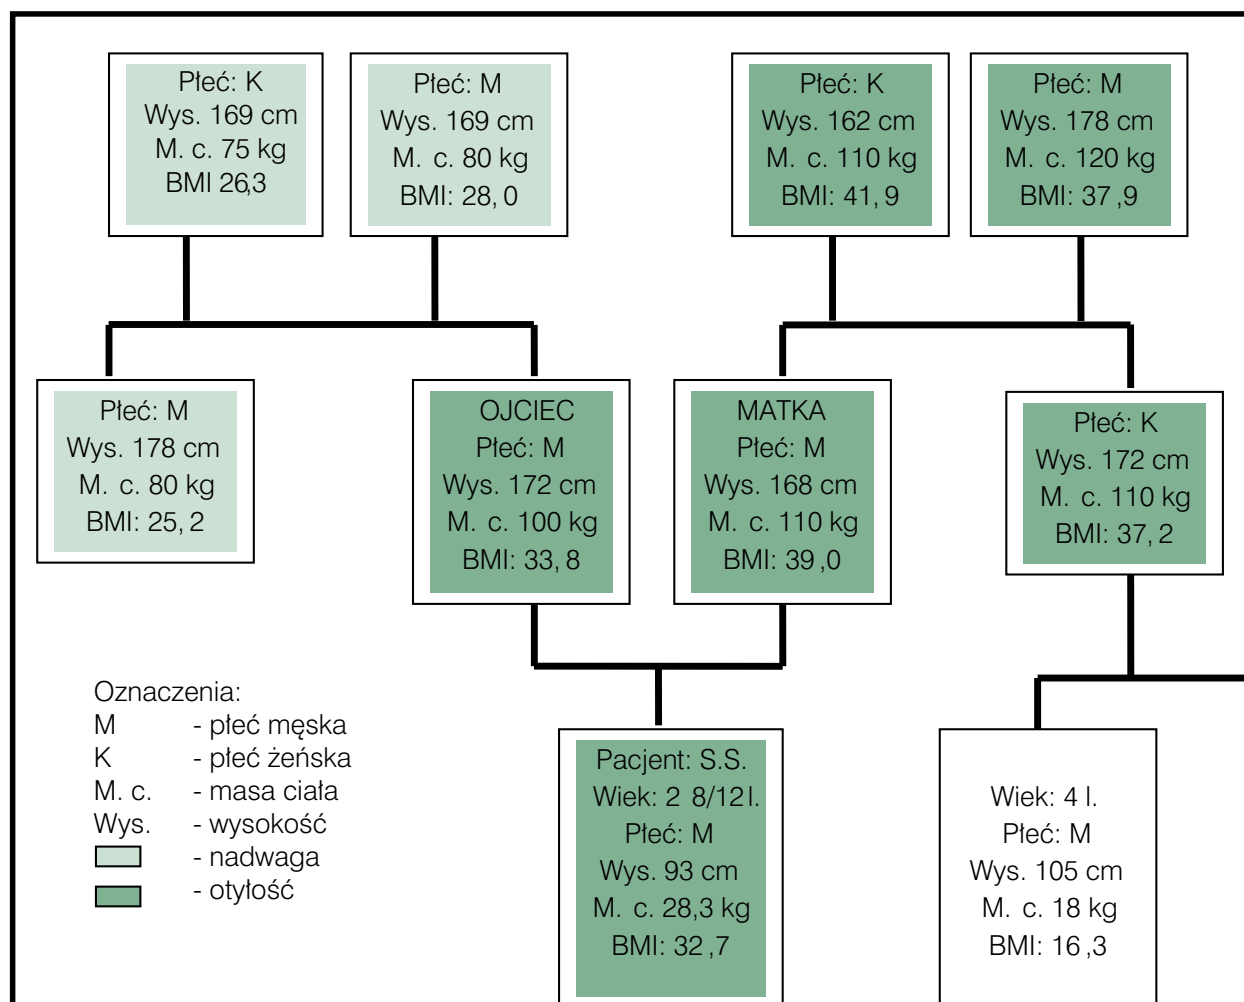 Płeć: K
Wys. 169 cm
M. c. 75 kg
BMI 26,3
Płeć: M
Wys. 169 cm
M. c. 80 kg
BMI: 28, 0
Płeć: K
Wys. 162 cm
M. c. 110 kg
BMI: 41, 9
Płeć: M
Wys. 178 cm
M. c. 120 kg
BMI: 37 ,9
Płeć: M
Wys. 178 cm
M. c. 80 kg
BMI: 25, 2
OJCIEC
Płeć: M
Wys. 172 cm
M. c. 100 kg
BMI: 33, 8
MATKA
Płeć: M
Wys. 168 cm
M. c. 110 kg
BMI: 39 ,0
Płeć: K
Wys. 172 cm
M. c. 110 kg
BMI: 37, 2
Oznaczenia:
M - płeć męska
K - płeć żeńska
M. c. - masa ciała
Wys. - wysokość
- nadwaga
- otyłość
Pacjent: S.S.
Wiek: 2 8/12 l.
Płeć: M
Wys. 93 cm
M. c. 28,3 kg
BMI: 32 ,7
Wiek: 4 l.
Płeć: M
Wys. 105 cm
M. c. 18 kg
BMI: 16 ,3